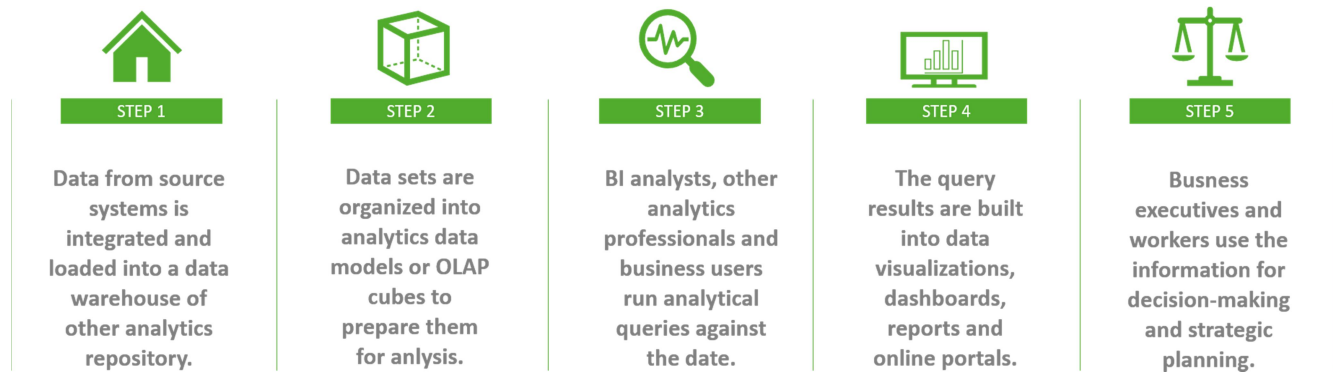 STEP 1
Data from source
systems is
integrated and
loaded into a data
warehouse of
other analytics
repository.
STEP 2
Data sets are
organized into
analytics data
models or OLAP
cubes to
prepare them
for anlysis.
STEP 3
BI analysts, other
analytics
professionals and
business users
run analytical
queries against
the date.
STEP 4
The query
results are built
into data
visualizations,
dashboards,
reports and
online portals.
STEP 5
Busness
executives and
workers use the
information for
decision-making
and strategic
planning.